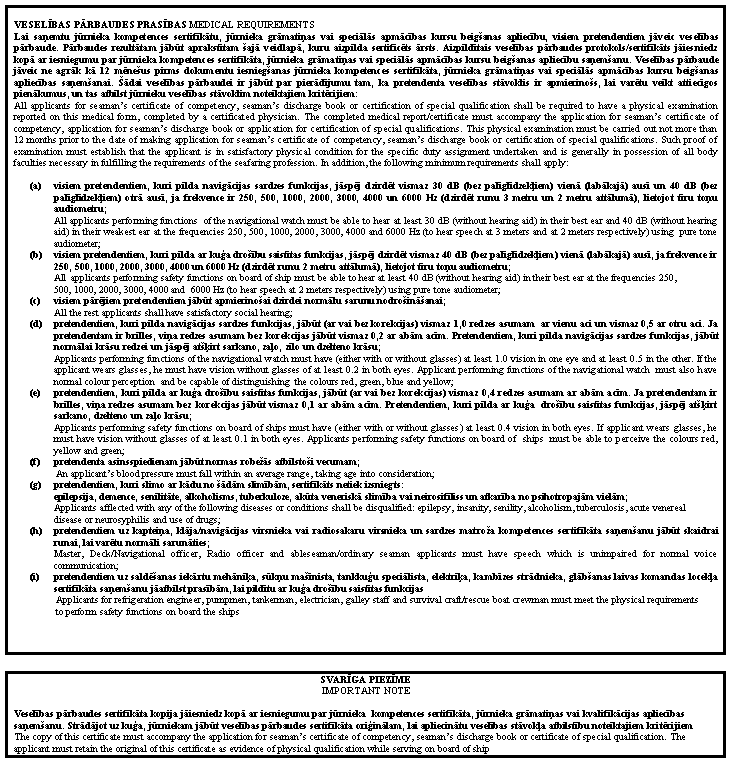 VESELĪBAS PĀRBAUDES PRASĪBAS MEDICAL REQUIREMENTS
Lai saņemtu jūrnieka kompetences sertifikātu, jūrnieka grāmatiņas vai speciālās apmācības kursu beigšanas apliecību, visiem pretendentiem jāveic veselības
pārbaude. Pārbaudes rezultātam jābūt aprakstītam šajā veidlapā, kuru aizpilda sertificēts ārsts. Aizpildītais veselības pārbaudes protokols/sertifikāts jāiesniedz
kopā ar iesniegumu par jūrnieka kompetences sertifikāta, jūrnieka grāmatiņas vai speciālās apmācības kursu beigšanas apliecību saņemšanu. Veselības pārbaude
jāveic ne agrāk kā 12 mēnešus pirms dokumentu iesniegšanas jūrnieka kompetences sertifikāta, jūrnieka grāmatiņas vai speciālās apmācības kursu beigšanas
apliecības saņemšanai. Šādai veselības pārbaudei ir jābūt par pierādījumu tam, ka pretendenta veselības stāvoklis ir apmierinošs, lai varētu veikt attiecīgos
pienākumus, un tas atbilst jūrnieku veselības stāvoklim noteiktajiem kritērijiem:
All applicants for seaman's certificate of competency, seaman's discharge book or certification of special qualification shall be required to have a physical examination
reported on this medical form, completed by a certificated physician. The completed medical report/certificate must accompany the application for seaman's certificate of
competency, application for seaman's discharge book or application for certification of special qualifications. This physical examination must be carried out not more than
12 months prior to the date of making application for seaman's certificate of competency, seaman's discharge book or certification of special qualifications. Such proof of
examination must establish that the applicant is in satisfactory physical condition for the specific duty assignment undertaken and is generally in possession of all body
faculties necessary in fulfilling the requirements of the seafaring profession. In addition, the following minimum requirements shall apply:
(a) visiem pretendentiem, kuri pilda navigācijas sardzes funkcijas, jāspēj dzirdēt vismaz 30 dB (bez palīglīdzekļiem) vienā (labākajā) ausī un 40 dB (bez
palīglīdzekļiem) otrā ausī, ja frekvence ir 250, 500, 1000, 2000, 3000, 4000 un 6000 Hz (dzirdēt runu 3 metru un 2 metru attālumā), lietojot tīru toņu
audiometru;
All applicants performing functions of the navigational watch must be able to hear at least 30 dB (without hearing aid) in their best ear and 40 dB (without hearing
aid) in their weakest ear at the frequencies 250, 500, 1000, 2000, 3000, 4000 and 6000 Hz (to hear speech at 3 meters and at 2 meters respectively) using pure tone
audiometer;
(b) visiem pretendentiem, kuri pilda ar kuģa drošību saistītas funkcijas, jāspēj dzirdēt vismaz 40 dB (bez palīglīdzekļiem) vienā (labākajā) ausī, ja frekvence ir
250, 500, 1000, 2000, 3000, 4000 un 6000 Hz (dzirdēt runu 2 metru attālumā), lietojot tīru toņu audiometru;
All applicants performing safety functions on board of ship must be able to hear at least 40 dB (without hearing aid) in their best ear at the frequencies 250,
500, 1000, 2000, 3000, 4000 and 6000 Hz (to hear speech at 2 meters respectively) using pure tone audiometer;
(c) visiem pārējiem pretendentiem jābūt apmierinošai dzirdei normālu sarunu nodrošināšanai;
All the rest applicants shall have satisfactory social hearing;
(d) pretendentiem, kuri pilda navigācijas sardzes funkcijas, jābūt (ar vai bez korekcijas) vismaz 1,0 redzes asumam ar vienu aci un vismaz 0,5 ar otru aci. Ja
pretendentam ir brilles, viņa redzes asumam bez korekcijas jābūt vismaz 0,2 ar abām acīm. Pretendentiem, kuri pilda navigācijas sardzes funkcijas, jābūt
normālai krāsu redzei un jāspēj atšķirt sarkano, zaļo, zilo un dzelteno krāsu;
Applicants performing functions of the navigational watch must have (either with or without glasses) at least 1.0 vision in one eye and at least 0.5 in the other. If the
applicant wears glasses, he must have vision without glasses of at least 0.2 in both eyes. Applicant performing functions of the navigational watch must also have
normal colour perception and be capable of distinguishing the colours red, green, blue and yellow;
(e) pretendentiem, kuri pilda ar kuģa drošību saistītas funkcijas, jābūt (ar vai bez korekcijas) vismaz 0,4 redzes asumam ar abām acīm. Ja pretendentam ir
brilles, viņa redzes asumam bez korekcijas jābūt vismaz 0,1 ar abām acīm. Pretendentiem, kuri pilda ar kuģa drošību saistītas funkcijas, jāspēj atšķirt
sarkano, dzelteno un zaļo krāsu;
Applicants performing safety functions on board of ships must have (either with or without glasses) at least 0.4 vision in both eyes. If applicant wears glasses, he
must have vision without glasses of at least 0.1 in both eyes. Applicants performing safety functions on board of ships must be able to perceive the colours red,
yellow and green;
(f) pretendenta asinsspiedienam jābūt normas robežās atbilstoši vecumam;
An applicant's blood pressure must fall within an average range, taking age into consideration;
(g) pretendentiem, kuri slimo ar kādu no šādām slimībām, sertifikāts netiek izsniegts:
epilepsija, demence, senilitāte, alkoholisms, tuberkuloze, akūta veneriskā slimība vai neirosifiliss un atkarība no psihotropajām vielām;
Applicants afflected with any of the following diseases or conditions shall be disqualified: epilepsy, insanity, senility, alcoholism, tuberculosis, acute venereal
disease or neurosyphilis and use of drugs;
(h) pretendentiem uz kapteiņa, klāja/navigācijas virsnieka vai radiosakaru virsnieka un sardzes matroža kompetences sertifikāta saņemšanu jābūt skaidrai
runai, lai varētu normāli sarunāties;
Master, Deck/Navigational officer, Radio officer and ableseaman/ordinary seaman applicants must have speech which is unimpaired for normal voice
communication;
(i) pretendentiem uz saldēšanas iekārtu mehāniķa, sūkņu mašīnista, tankkuģu speciālista, elektriķa, kambīzes strādnieka, glābšanas laivas komandas locekļa
sertifikāta saņemšanu jāatbilst prasībām, lai pildītu ar kuģa drošību saistītas funkcijas
Applicants for refrigeration engineer, pumpmen, tankerman, electrician, galley staff and survival craft/rescue boat crewman must meet the physical requirements
to perform safety functions on board the ships
SVARĪGA PIEZĪME
IMPORTANT NOTE
Veselības pārbaudes sertifikāta kopija jāiesniedz kopā ar iesniegumu par jūrnieka kompetences sertifikāta, jūrnieka grāmatiņas vai kvalifikācijas apliecības
saņemšanu. Strādājot uz kuģa, jūrniekam jābūt veselības pārbaudes sertifikāta oriģinālam, lai apliecinātu veselības stāvokļa atbilstību noteiktajiem kritērijiem
The copy of this certificate must accompany the application for seaman's certificate of competency, seaman's discharge book or certificate of special qualification. The
applicant must retain the original of this certificate as evidence of physical qualification while serving on board of ship